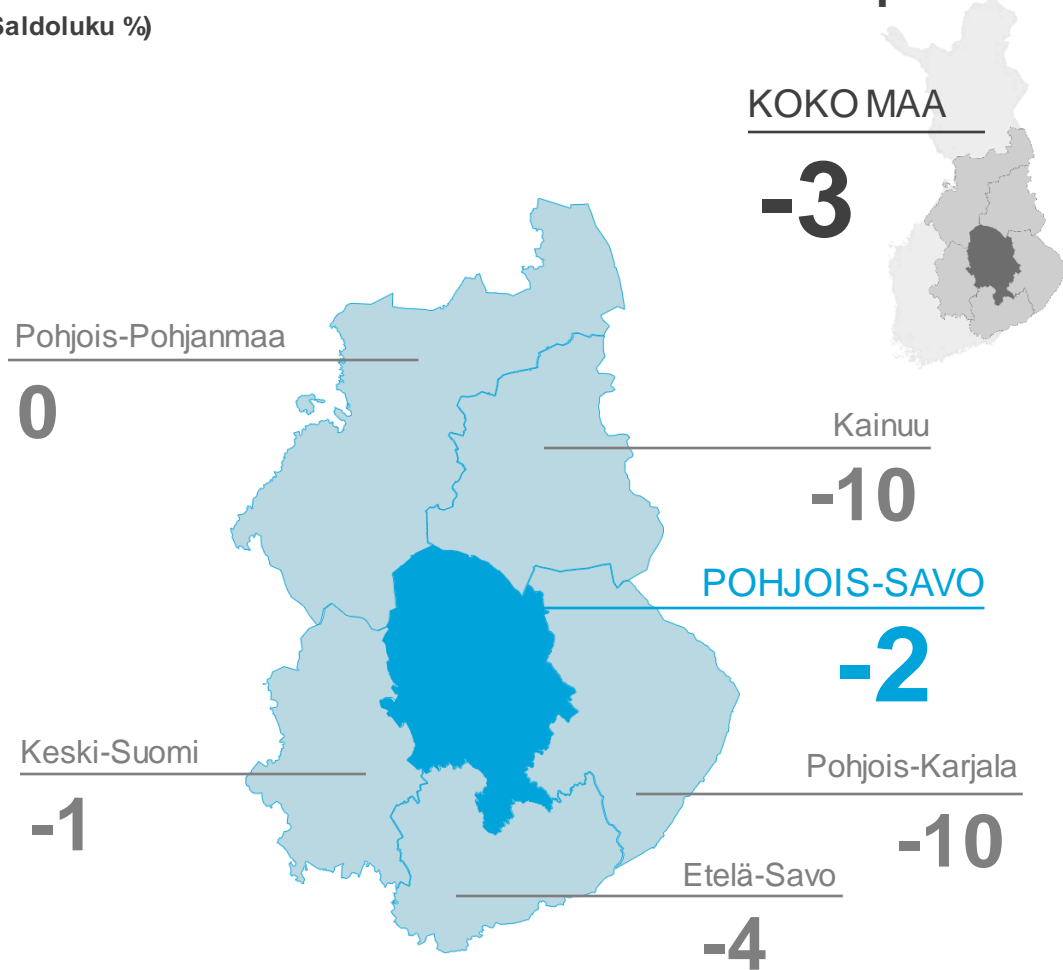 Saldoluku %)
KOKO MAA
-3
Pohjois-Pohjanmaa
0
Kainuu
-10
POHJOIS-SAVO
-2
Keski-Suomi
-1
Pohjois-Karjala
-10
Etelä-Savo
-4